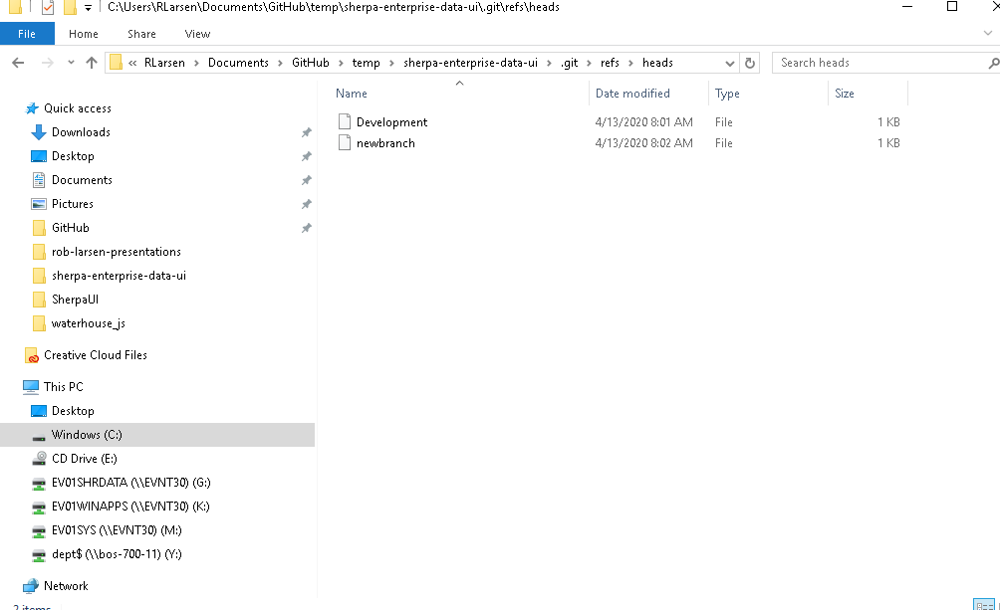 C:\Users\RLarsen\Documents\GitHub\temp\sherpa-enterprise-data-ui\.git\refs\heads
File Home Share View
« RLarsen > Documents > GitHub > temp > sherpa-enterprise-data-ui > .git > refs > heads
Search heads
Quick access
Downloads
Desktop
Documents
Pictures
GitHub
rob-larsen-presentations
sherpa-enterprise-data-ui
SherpaUI
waterhouse_js
Creative Cloud Files
This PC
Desktop
Windows (C:)
CD Drive (E:)
EV01SHRDATA (\\EVNT30) (G:)
EV01WINAPPS (\\EVNT30) (K:)
EV01SYS (\\EVNT30) (M:)
dept$ (\\bos-700-11) (Y:)
Network
Name Date modified Type Size
Development 4/13/2020 8:01 AM File 1 KB
newbranch 4/13/2020 8:02 AM File 1 KB
2 items